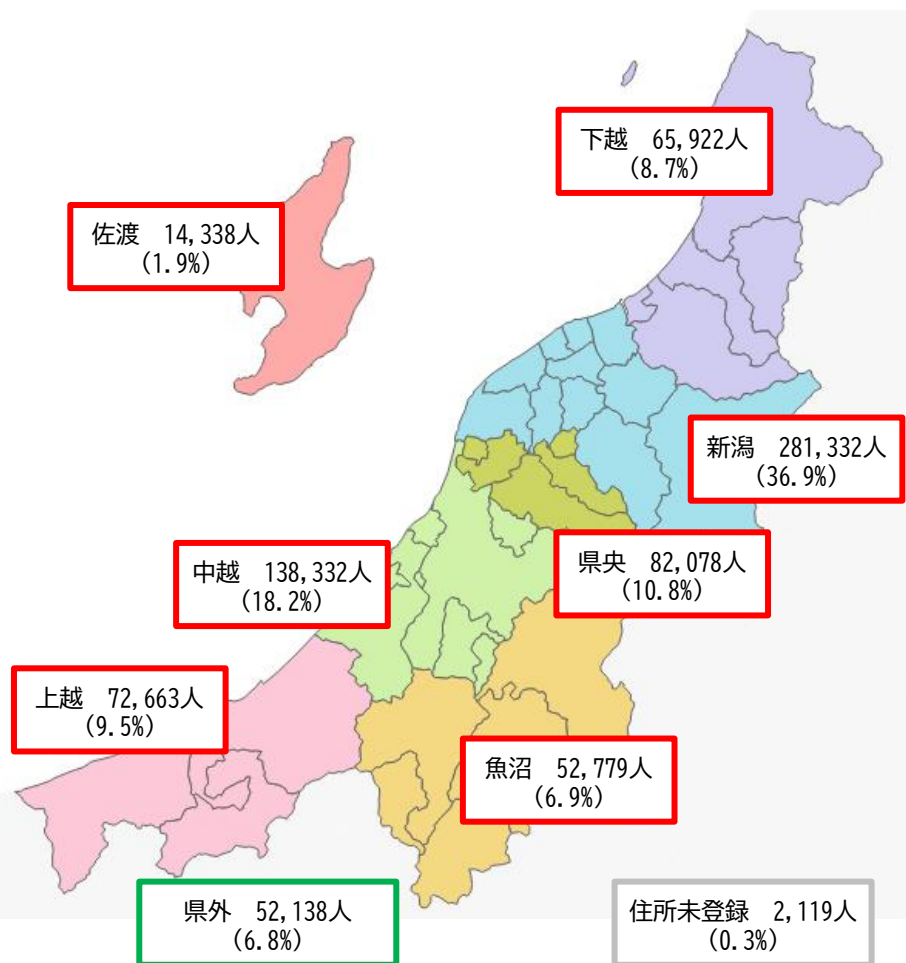 下越　65,922人
(8.7%)
佐渡　14,338人
(1.9%)
新潟　281,332人
(36.9%)
県央　82,078人
(10.8%)
中越　138,332人
(18.2%)
上越　72,663人
(9.5%)
魚沼　52,779人
(6.9%)
県外　52,138人
(6.8%)
住所未登録　2,119人
(0.3%)